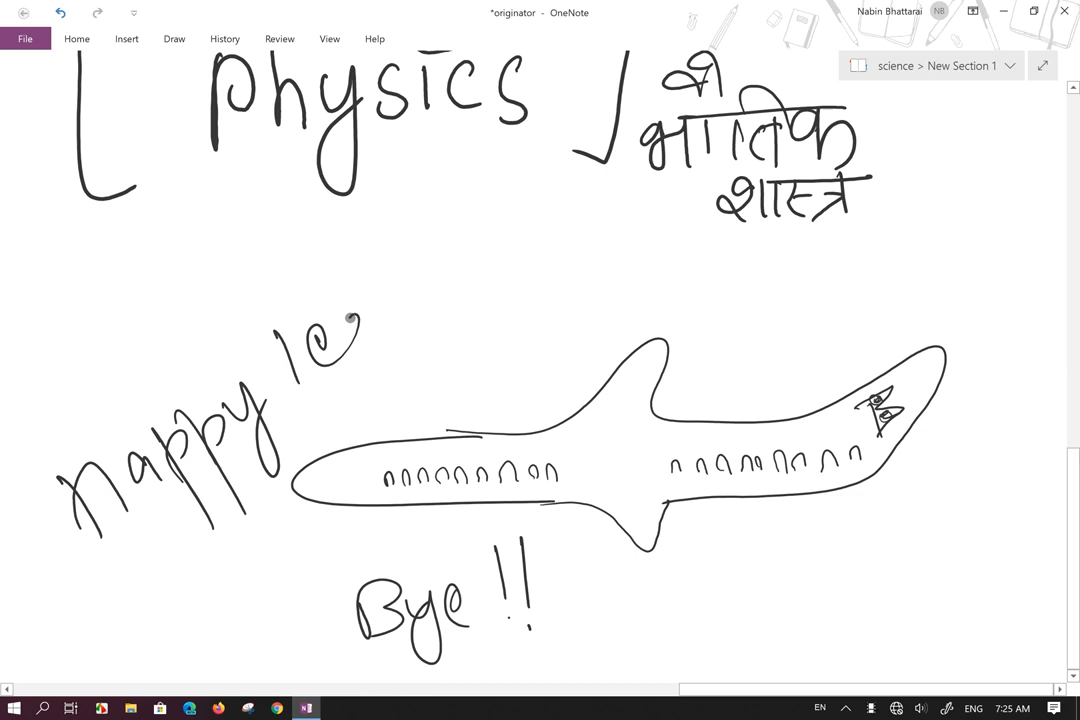 *originator - OneNote
Nabin Bhattarai NB
File Home Insert Draw History Review View Help
science > New Section 1
Physics
भौतिक
शास्त्र
Happy
Bye !!
EN ENG 7:25 AM